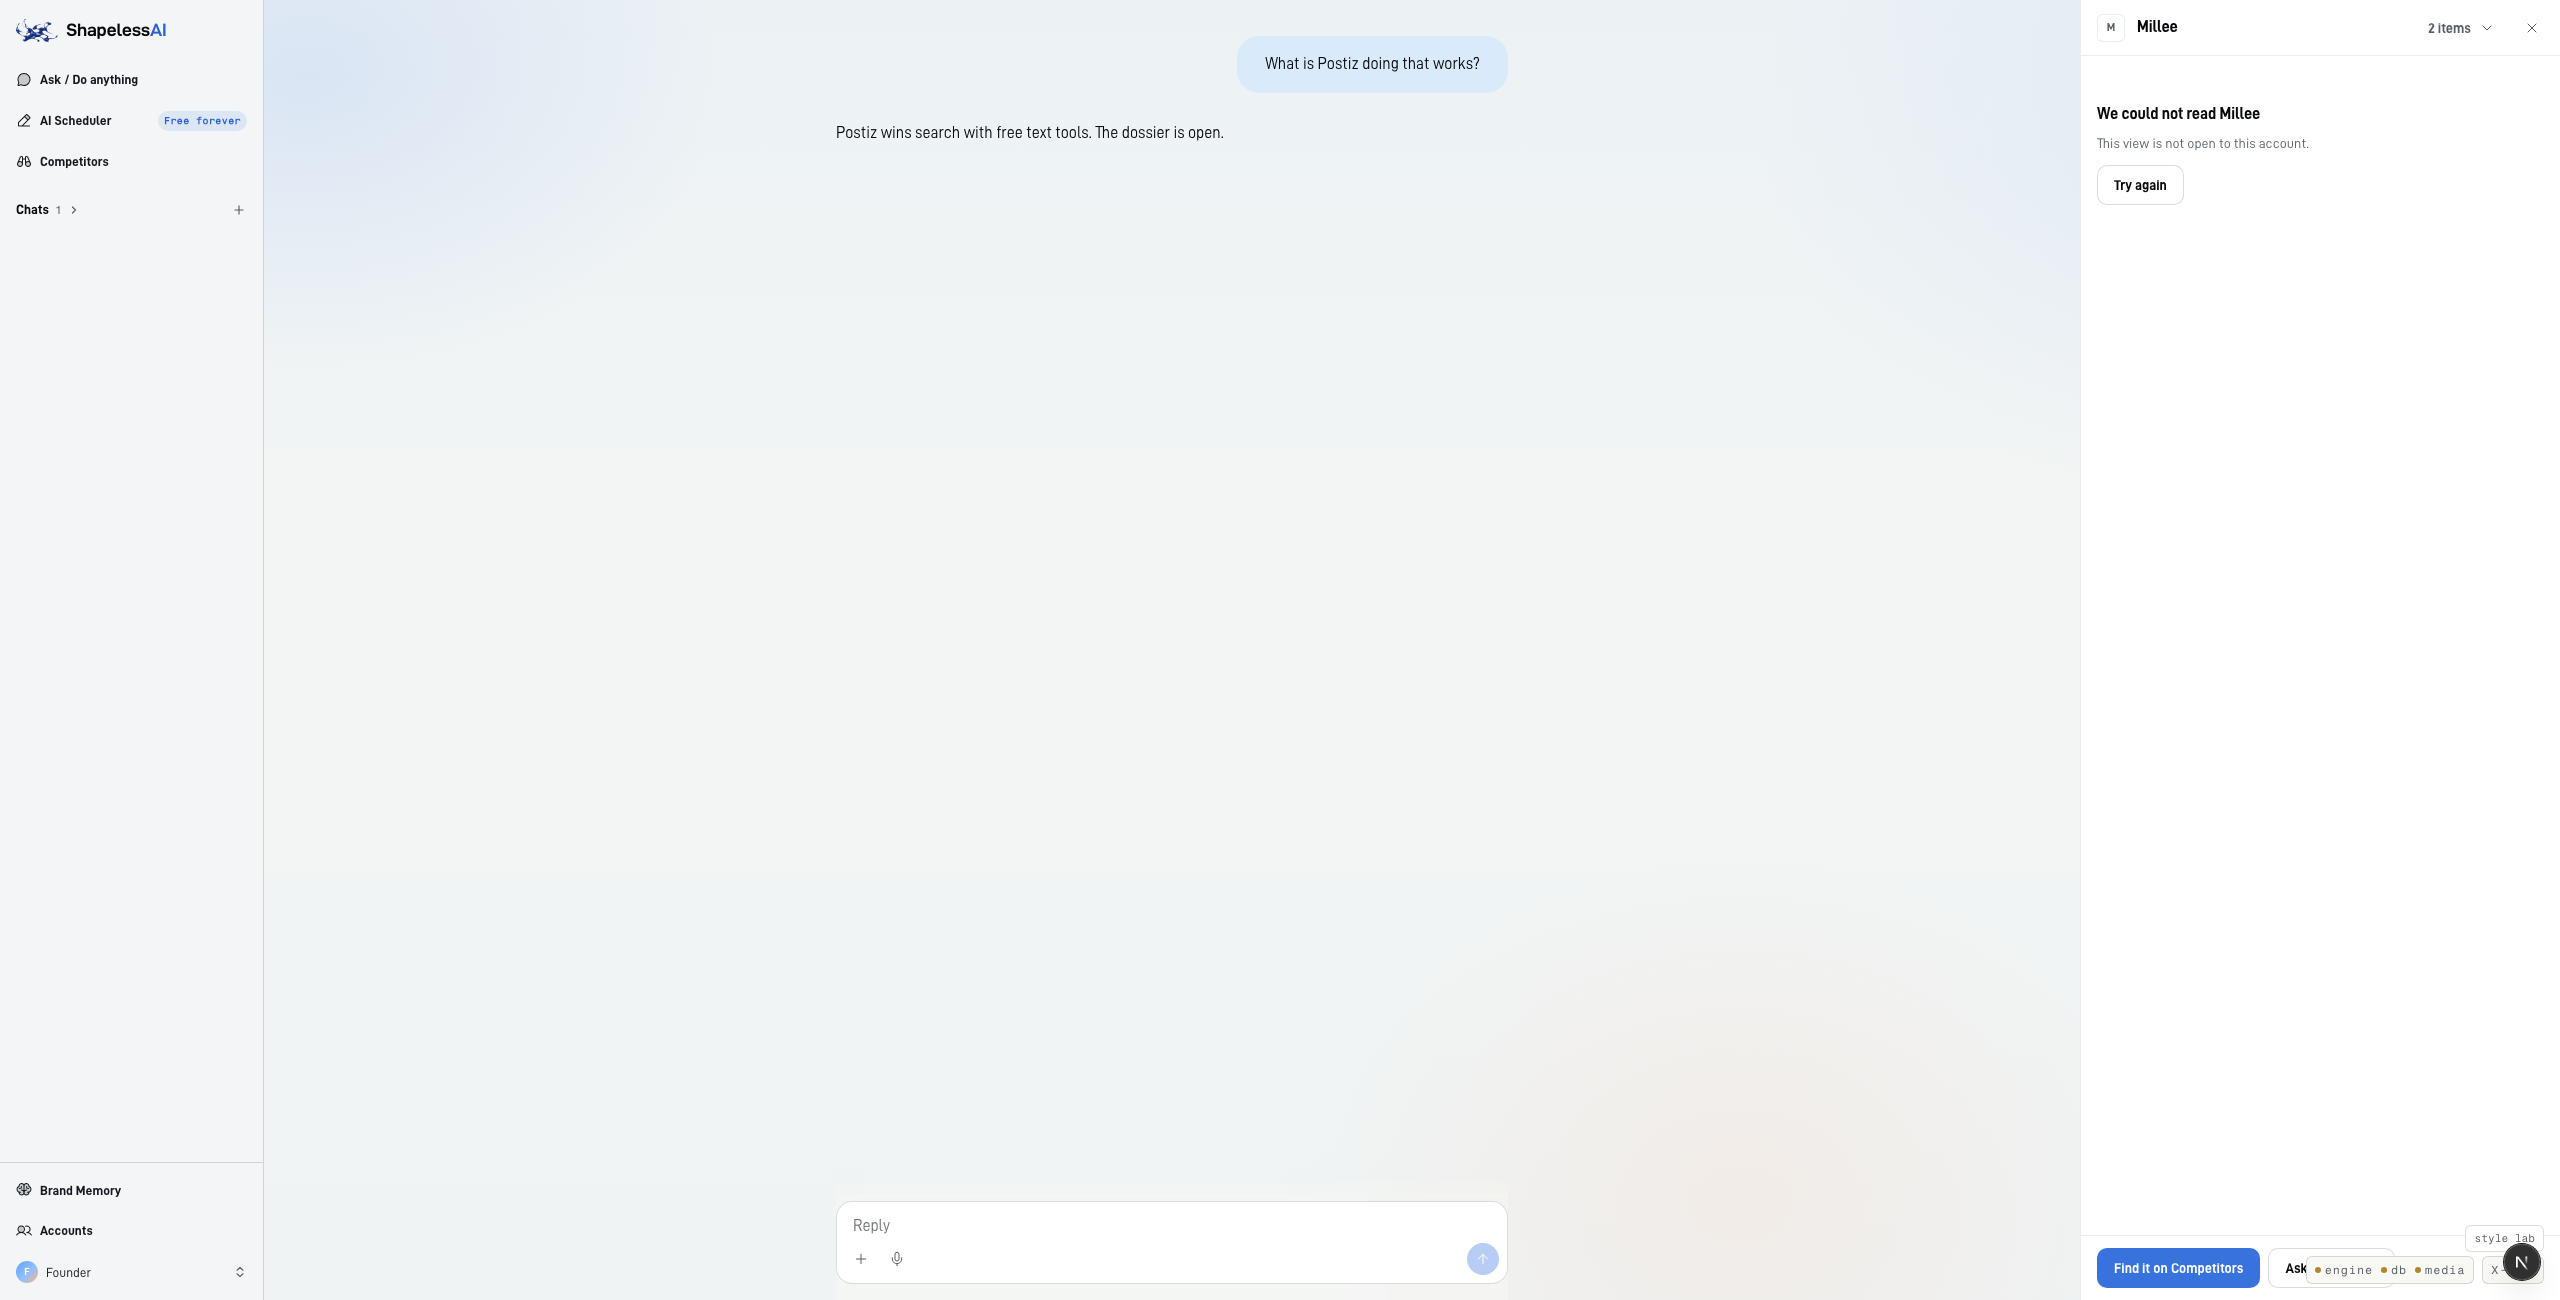 ShapelessAI
Ask / Do anything
AI Scheduler Free forever
Competitors
Chats 1
Brand Memory
Accounts
F Founder
What is Postiz doing that works?
Postiz wins search with free text tools. The dossier is open.
Reply
M Millee 2 items
We could not read Millee
This view is not open to this account.
Try again
style lab
Find it on Competitors
Ask
engine db media
X
N